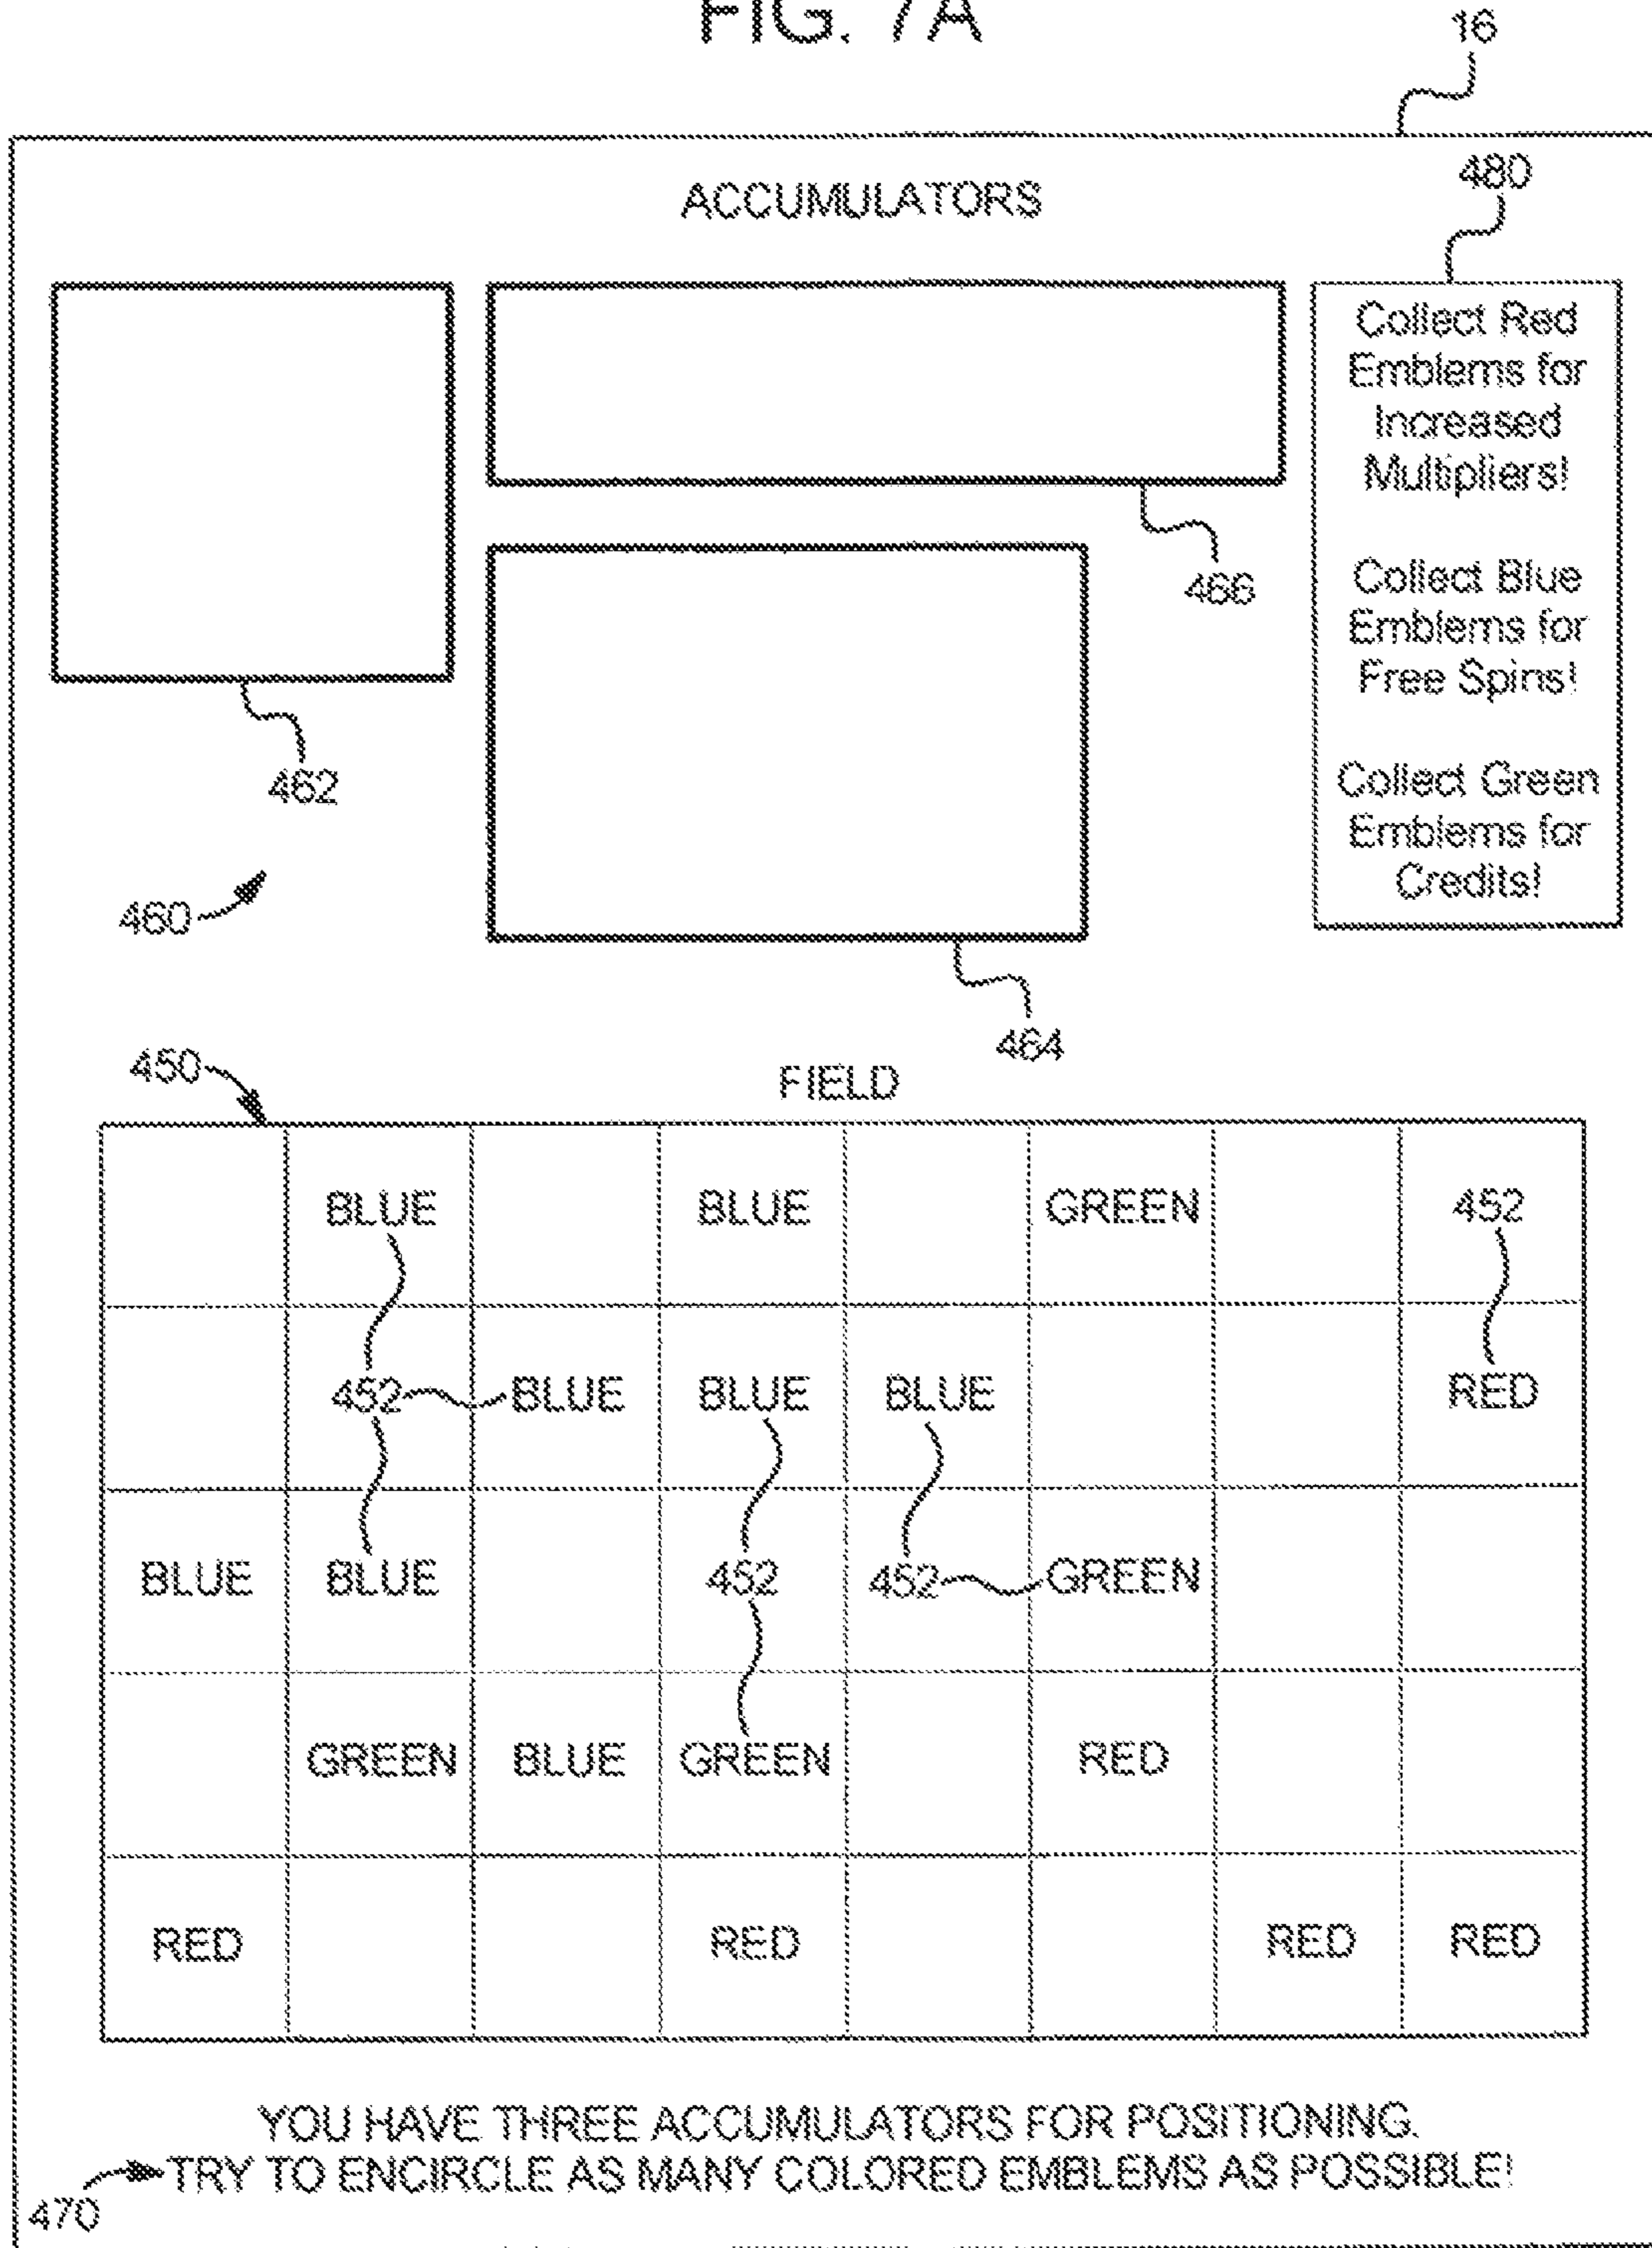 FIG. 7A
16
ACCUMULATORS
480
Collect Red
Emblems for
Increased
Multipliers!
466
Collect Blue
Emblems for
Free Spins!
462
Collect Green
Emblems for
Credits!
460
464
450
FIELD
BLUE BLUE GREEN 452
452 BLUE BLUE BLUE RED
BLUE BLUE 452 452 GREEN
GREEN BLUE GREEN RED
RED RED RED RED
YOU HAVE THREE ACCUMULATORS FOR POSITIONING.
TRY TO ENCIRCLE AS MANY COLORED EMBLEMS AS POSSIBLE!
470